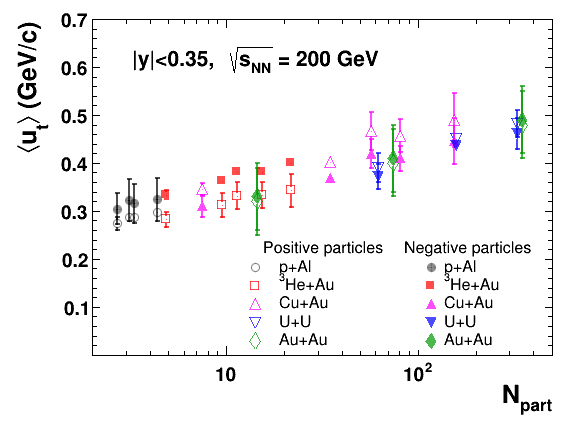 0.7
|y|<0.35, √s_NN = 200 GeV
0.6
0.5
0.4
0.3
0.2
0.1
⟨u_t⟩ (GeV/c)
Positive particles Negative particles
p+Al p+Al
³He+Au ³He+Au
Cu+Au Cu+Au
U+U U+U
Au+Au Au+Au
10 10²
N_part